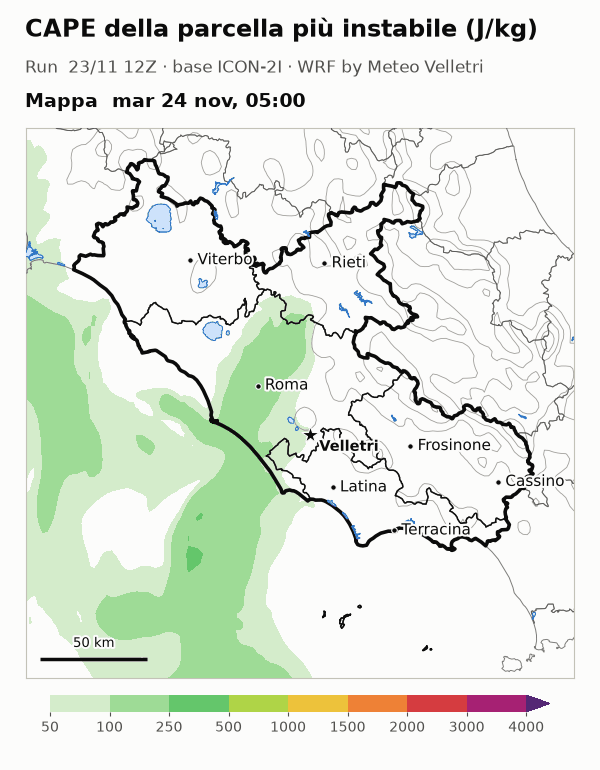 CAPE della parcella più instabile (J/kg)
Run  23/11 12Z · base ICON-2I · WRF by Meteo Velletri
Mappa  mar 24 nov, 05:00
Viterbo
Rieti
Roma
Velletri
Frosinone
Latina
Cassino
Terracina
50 km
50 100 250 500 1000 1500 2000 3000 4000